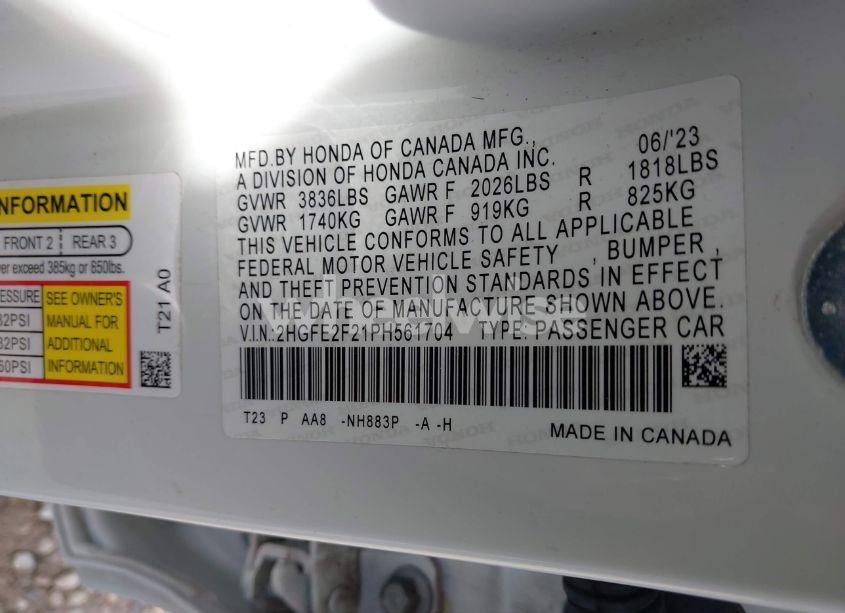 MFD.BY HONDA OF CANADA MFG., 06/'23
A DIVISION OF HONDA CANADA INC.
GVWR 3836LBS GAWR F 2026LBS R 1818LBS
GVWR 1740KG GAWR F 919KG R 825KG
THIS VEHICLE CONFORMS TO ALL APPLICABLE
FEDERAL MOTOR VEHICLE SAFETY , BUMPER ,
AND THEFT PREVENTION STANDARDS IN EFFECT
ON THE DATE OF MANUFACTURE SHOWN ABOVE.
V.I.N.:2HGFE2F21PH561704 TYPE: PASSENGER CAR
T23 P AA8 -NH883P -A -H
MADE IN CANADA
INFORMATION
FRONT 2 REAR 3
exceed 385kg or 850lbs.
SEE OWNER'S
MANUAL FOR
ADDITIONAL
INFORMATION
T21 A0